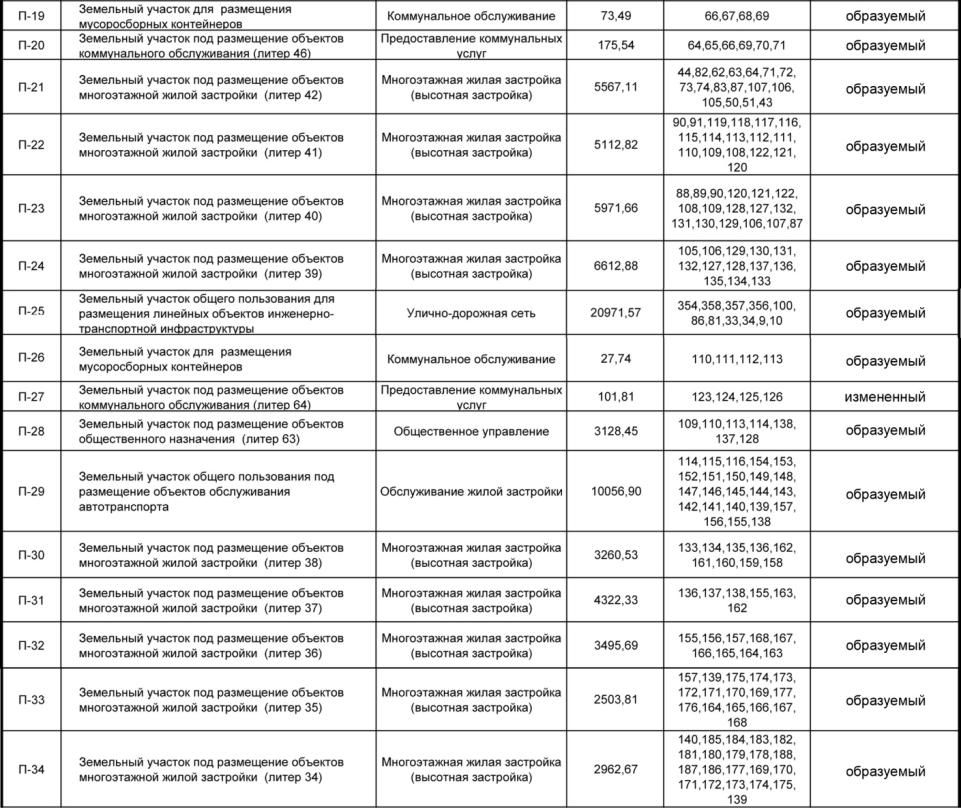 П-19 Земельный участок для размещения мусоросборных контейнеров Коммунальное обслуживание 73,49 66,67,68,69 образуемый
П-20 Земельный участок под размещение объектов коммунального обслуживания (литер 46) Предоставление коммунальных услуг 175,54 64,65,66,69,70,71 образуемый
П-21 Земельный участок под размещение объектов многоэтажной жилой застройки (литер 42) Многоэтажная жилая застройка (высотная застройка) 5567,11 44,82,62,63,64,71,72, 73,74,83,87,107,106, 105,50,51,43 образуемый
П-22 Земельный участок под размещение объектов многоэтажной жилой застройки (литер 41) Многоэтажная жилая застройка (высотная застройка) 5112,82 90,91,119,118,117,116, 115,114,113,112,111, 110,109,108,122,121, 120 образуемый
П-23 Земельный участок под размещение объектов многоэтажной жилой застройки (литер 40) Многоэтажная жилая застройка (высотная застройка) 5971,66 88,89,90,120,121,122, 108,109,128,127,132, 131,130,129,106,107,87 образуемый
П-24 Земельный участок под размещение объектов многоэтажной жилой застройки (литер 39) Многоэтажная жилая застройка (высотная застройка) 6612,88 105,106,129,130,131, 132,127,128,137,136, 135,134,133 образуемый
П-25 Земельный участок общего пользования для размещения линейных объектов инженерно-транспортной инфраструктуры Улично-дорожная сеть 20971,57 354,358,357,356,100, 86,81,33,34,9,10 образуемый
П-26 Земельный участок для размещения мусоросборных контейнеров Коммунальное обслуживание 27,74 110,111,112,113 образуемый
П-27 Земельный участок под размещение объектов коммунального обслуживания (литер 64) Предоставление коммунальных услуг 101,81 123,124,125,126 измененный
П-28 Земельный участок под размещение объектов общественного назначения (литер 63) Общественное управление 3128,45 109,110,113,114,138, 137,128 образуемый
П-29 Земельный участок общего пользования под размещение объектов обслуживания автотранспорта Обслуживание жилой застройки 10056,90 114,115,116,154,153, 152,151,150,149,148, 147,146,145,144,143, 142,141,140,139,157, 156,155,138 образуемый
П-30 Земельный участок под размещение объектов многоэтажной жилой застройки (литер 38) Многоэтажная жилая застройка (высотная застройка) 3260,53 133,134,135,136,162, 161,160,159,158 образуемый
П-31 Земельный участок под размещение объектов многоэтажной жилой застройки (литер 37) Многоэтажная жилая застройка (высотная застройка) 4322,33 136,137,138,155,163, 162 образуемый
П-32 Земельный участок под размещение объектов многоэтажной жилой застройки (литер 36) Многоэтажная жилая застройка (высотная застройка) 3495,69 155,156,157,168,167, 166,165,164,163 образуемый
П-33 Земельный участок под размещение объектов многоэтажной жилой застройки (литер 35) Многоэтажная жилая застройка (высотная застройка) 2503,81 157,139,175,174,173, 172,171,170,169,177, 176,164,165,166,167, 168 образуемый
П-34 Земельный участок под размещение объектов многоэтажной жилой застройки (литер 34) Многоэтажная жилая застройка (высотная застройка) 2962,67 140,185,184,183,182, 181,180,179,178,188, 187,186,177,169,170, 171,172,173,174,175, 139 образуемый